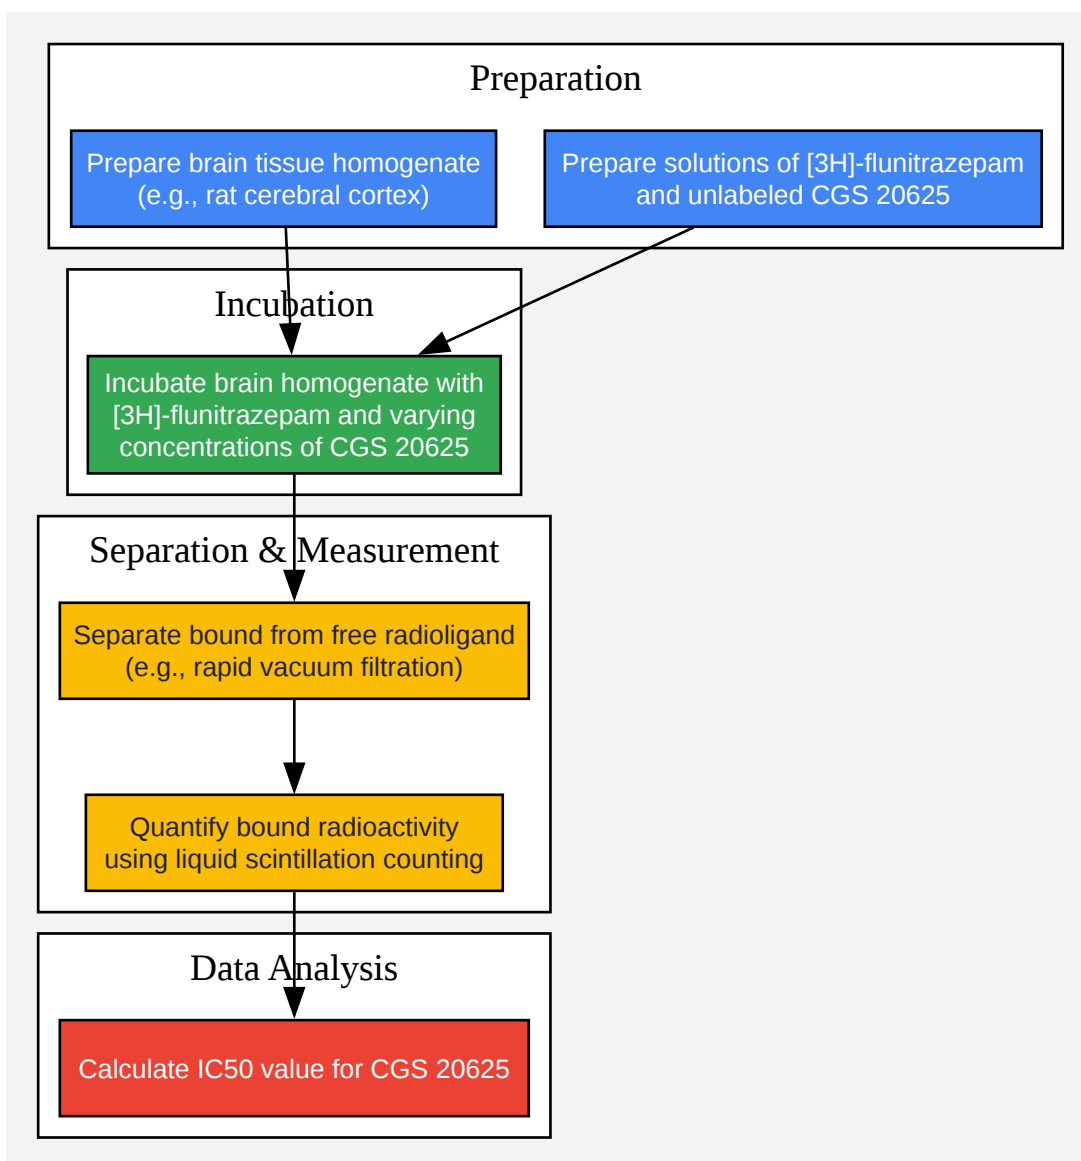 Preparation
Prepare brain tissue homogenate
(e.g., rat cerebral cortex)
Prepare solutions of [3H]-flunitrazepam
and unlabeled CGS 20625
Incubation
Incubate brain homogenate with
[3H]-flunitrazepam and varying
concentrations of CGS 20625
Separation & Measurement
Separate bound from free radioligand
(e.g., rapid vacuum filtration)
Quantify bound radioactivity
using liquid scintillation counting
Data Analysis
Calculate IC50 value for CGS 20625